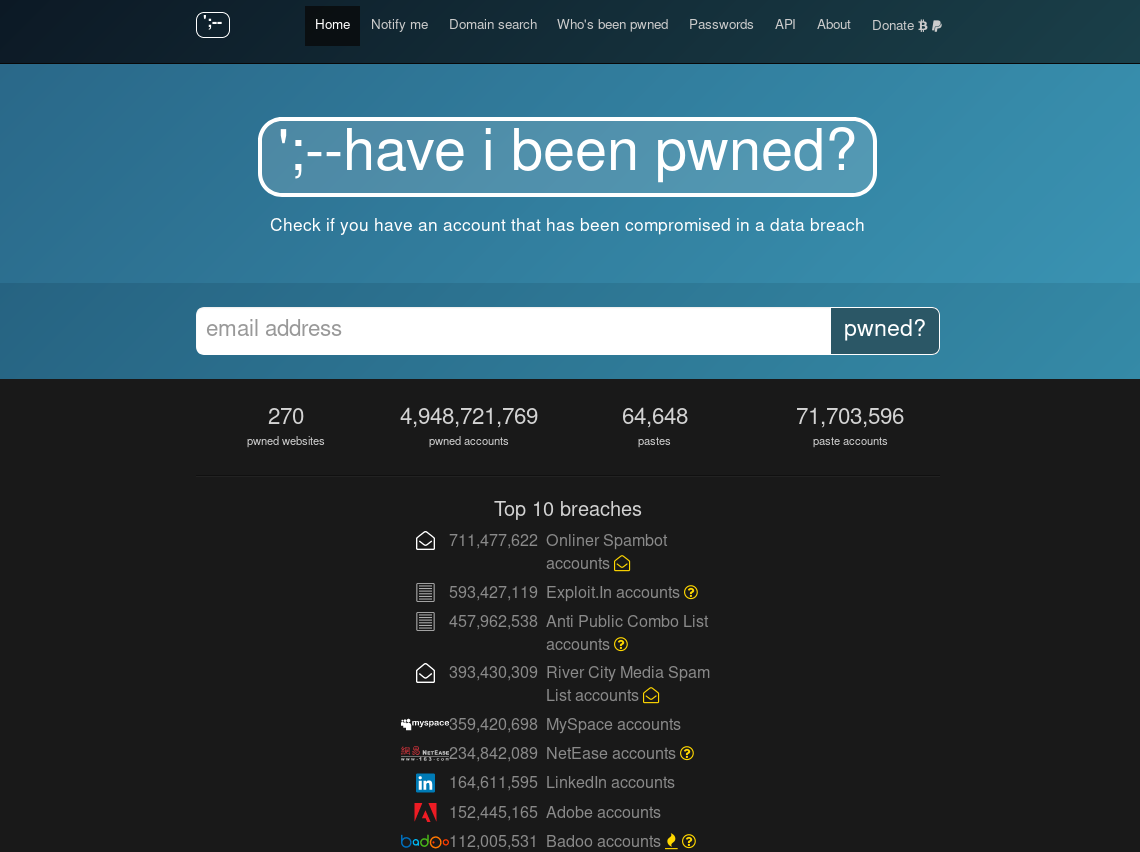 ';--
Home
Notify me
Domain search
Who's been pwned
Passwords
API
About
Donate
';--have i been pwned?
Check if you have an account that has been compromised in a data breach
email address
pwned?
270
pwned websites
4,948,721,769
pwned accounts
64,648
pastes
71,703,596
paste accounts
Top 10 breaches
711,477,622 Onliner Spambot
accounts
593,427,119 Exploit.In accounts
457,962,538 Anti Public Combo List
accounts
393,430,309 River City Media Spam
List accounts
myspace 359,420,698 MySpace accounts
網易 NETEASE
www.163.com 234,842,089 NetEase accounts
in 164,611,595 LinkedIn accounts
152,445,165 Adobe accounts
badoo 112,005,531 Badoo accounts